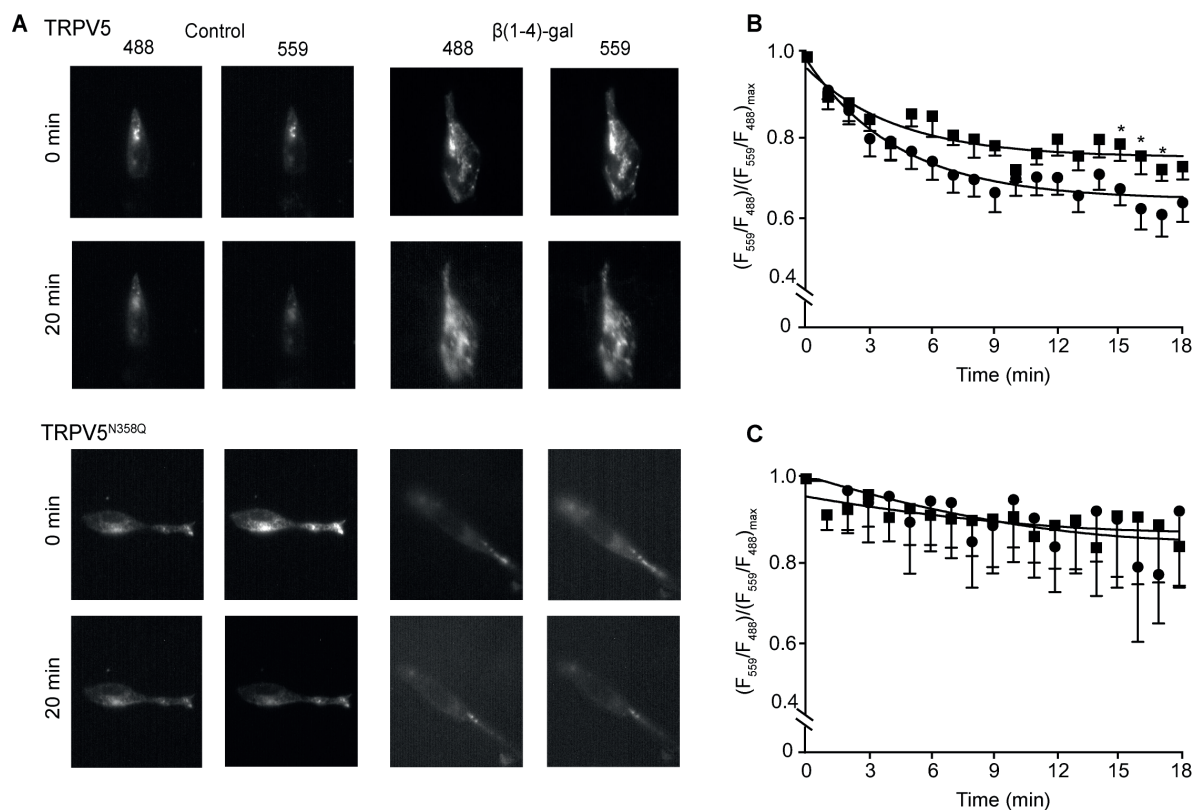 A TRPV5
Control β(1-4)-gal
488 559 488 559
0 min
20 min
TRPV5N358Q
0 min
20 min
B
(F559/F488)/(F559/F488)max
1.0
0.8
0.6
0.4
0
* * *
0 3 6 9 12 15 18
Time (min)
C
(F559/F488)/(F559/F488)max
1.0
0.8
0.6
0.4
0
0 3 6 9 12 15 18
Time (min)